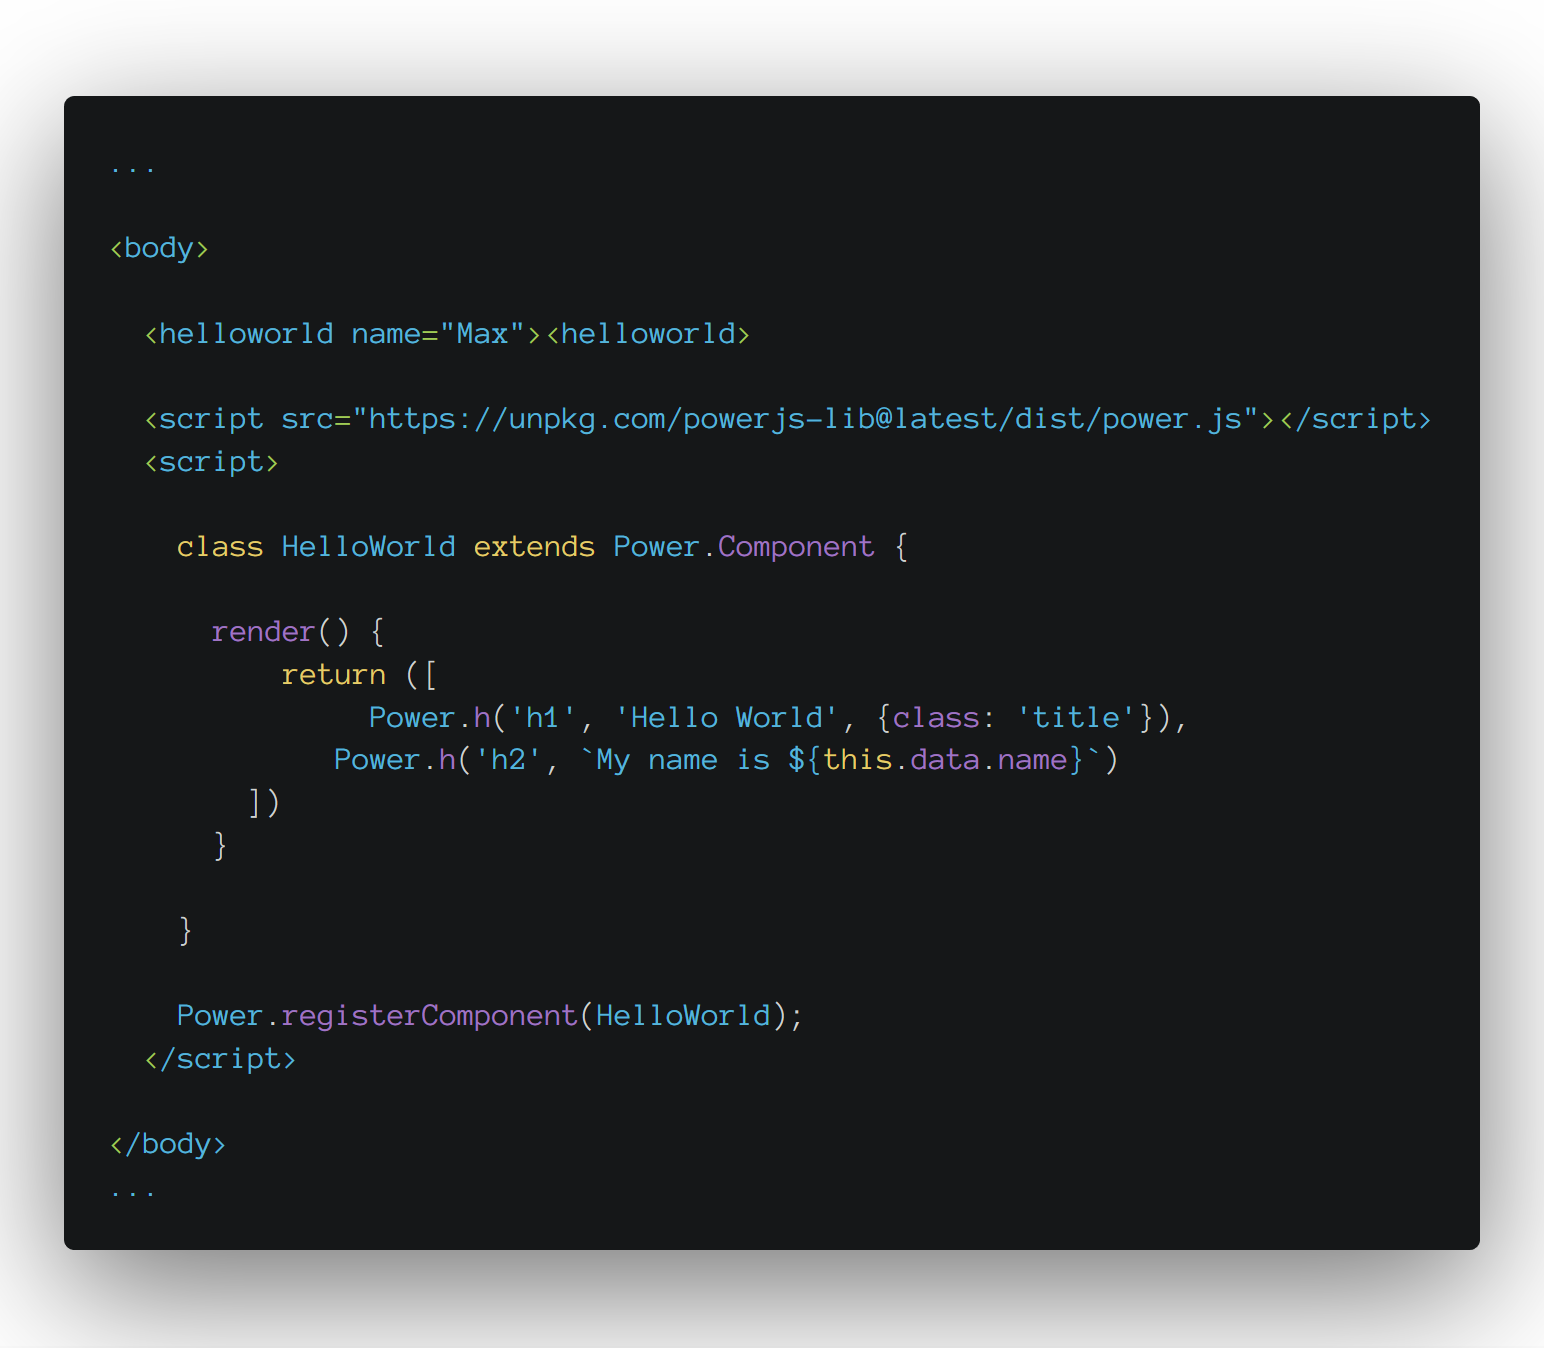 ...
<body>
<helloworld name="Max"><helloworld>
<script src="https://unpkg.com/powerjs-lib@latest/dist/power.js"></script>
<script>
class HelloWorld extends Power.Component {
render() {
return ([
Power.h('h1', 'Hello World', {class: 'title'}),
Power.h('h2', `My name is ${this.data.name}`)
])
}
}
Power.registerComponent(HelloWorld);
</script>
</body>
...